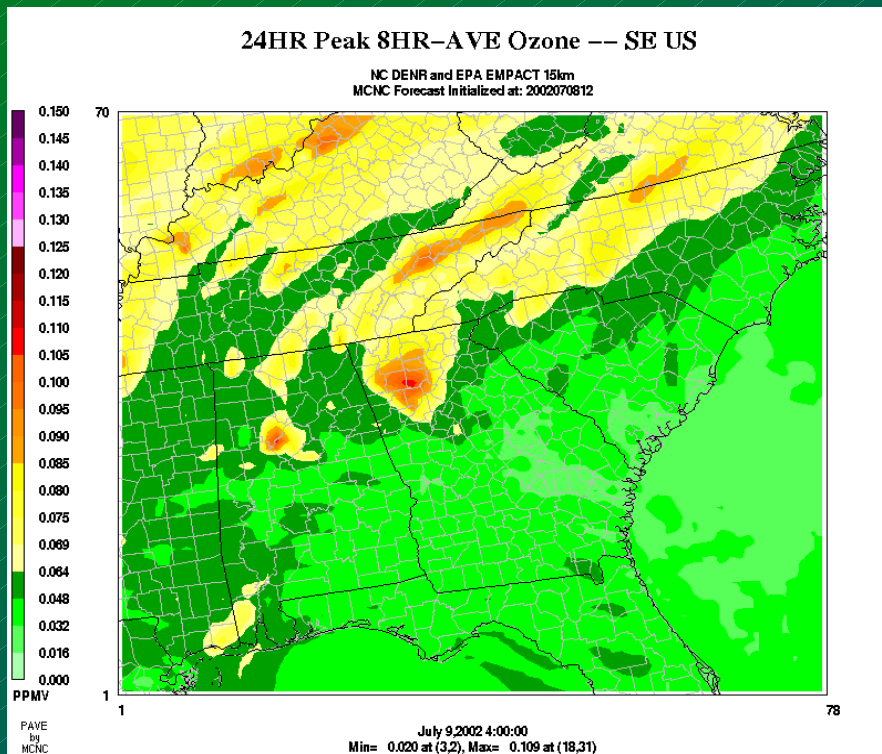 24HR Peak 8HR-AVE Ozone -- SE US
NC DENR and EPA EMPACT 15km
MCNC Forecast Initialized at: 2002070812
0.150
0.145
0.140
0.135
0.130
0.125
0.120
0.115
0.110
0.105
0.100
0.095
0.090
0.085
0.080
0.075
0.069
0.064
0.048
0.032
0.016
0.000
PPMV
70
1
1
78
PAVE
by
MCNC
July 9,2002 4:00:00
Min= 0.020 at (3,2), Max= 0.109 at (18,31)